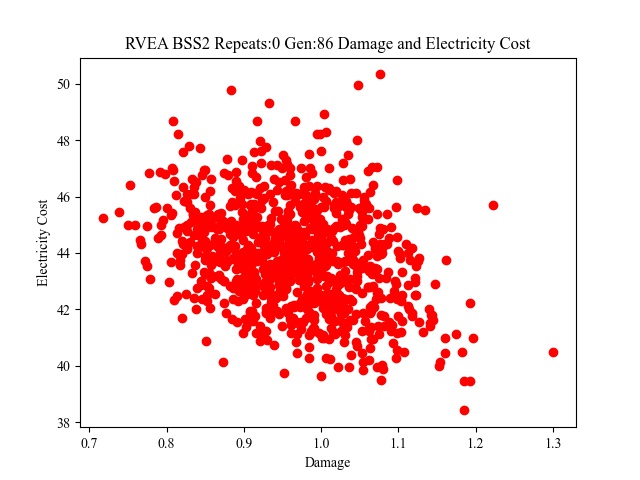 RVEA BSS2 Repeats:0 Gen:86 Damage and Electricity Cost
50
48
46
44
42
40
38
Electricity Cost
0.7 0.8 0.9 1.0 1.1 1.2 1.3
Damage